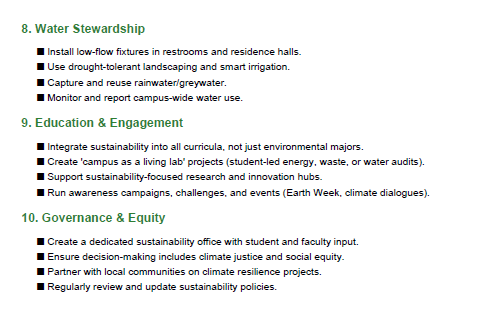 8. Water Stewardship
■ Install low-flow fixtures in restrooms and residence halls.
■ Use drought-tolerant landscaping and smart irrigation.
■ Capture and reuse rainwater/greywater.
■ Monitor and report campus-wide water use.
9. Education & Engagement
■ Integrate sustainability into all curricula, not just environmental majors.
■ Create 'campus as a living lab' projects (student-led energy, waste, or water audits).
■ Support sustainability-focused research and innovation hubs.
■ Run awareness campaigns, challenges, and events (Earth Week, climate dialogues).
10. Governance & Equity
■ Create a dedicated sustainability office with student and faculty input.
■ Ensure decision-making includes climate justice and social equity.
■ Partner with local communities on climate resilience projects.
■ Regularly review and update sustainability policies.